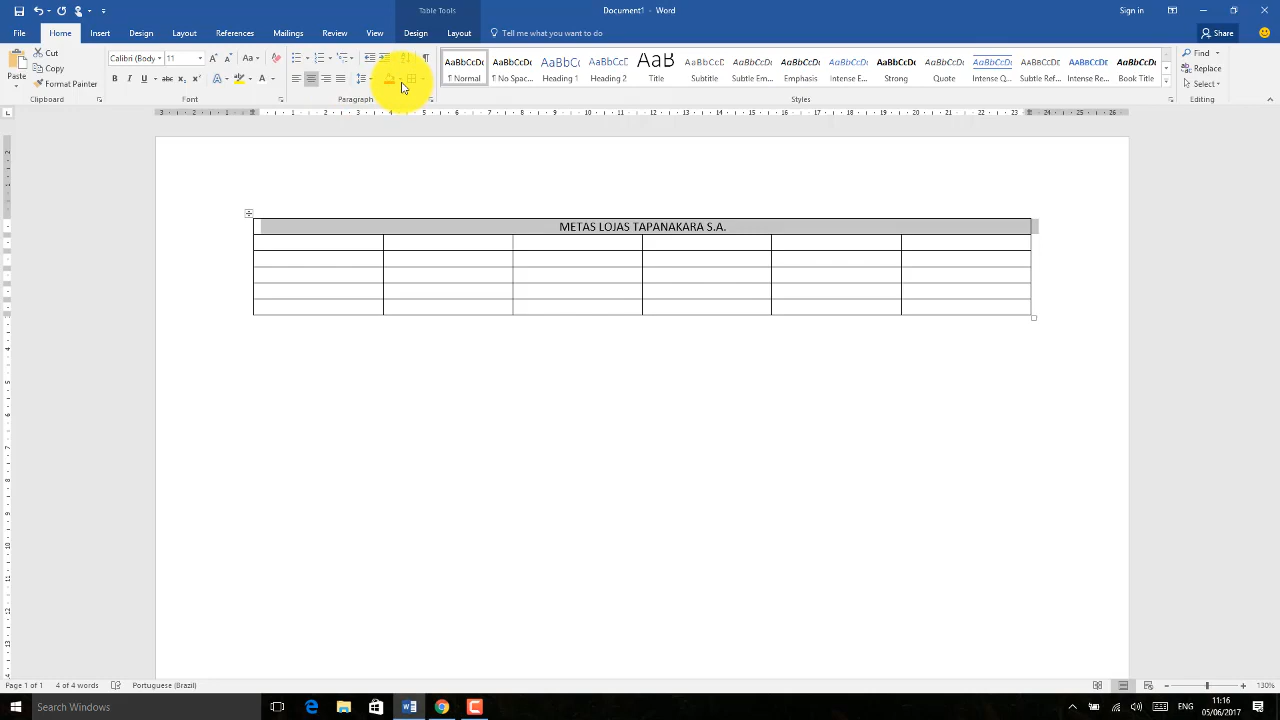 Table Tools
Document1 - Word
Sign in
File Home Insert Design Layout References Mailings Review View Design Layout Tell me what you want to do Share
Cut
Copy
Format Painter
Paste
Calibri (Body 11
Clipboard Font Paragraph Styles Editing
AaBbCcDc AaBbCcDc AaBbCc AaBbCcD AaB AaBbCcD AaBbCcDc AaBbCcDc AaBbCcDc AaBbCcDc AaBbCcDc AaBbCcDc AaBbCcDc AaBbCcDc AaBbCcDc
¶ Normal ¶ No Spac... Heading 1 Heading 2 Title Subtitle Subtle Em... Emphasis Intense E... Strong Quote Intense Q... Subtle Ref... Intense Re... Book Title
Find
Replace
Select
METAS LOJAS TAPANAKARA S.A.
Page 1 of 1 4 of 4 words Portuguese (Brazil) 130%
Search Windows
ENG
11:16
05/06/2017